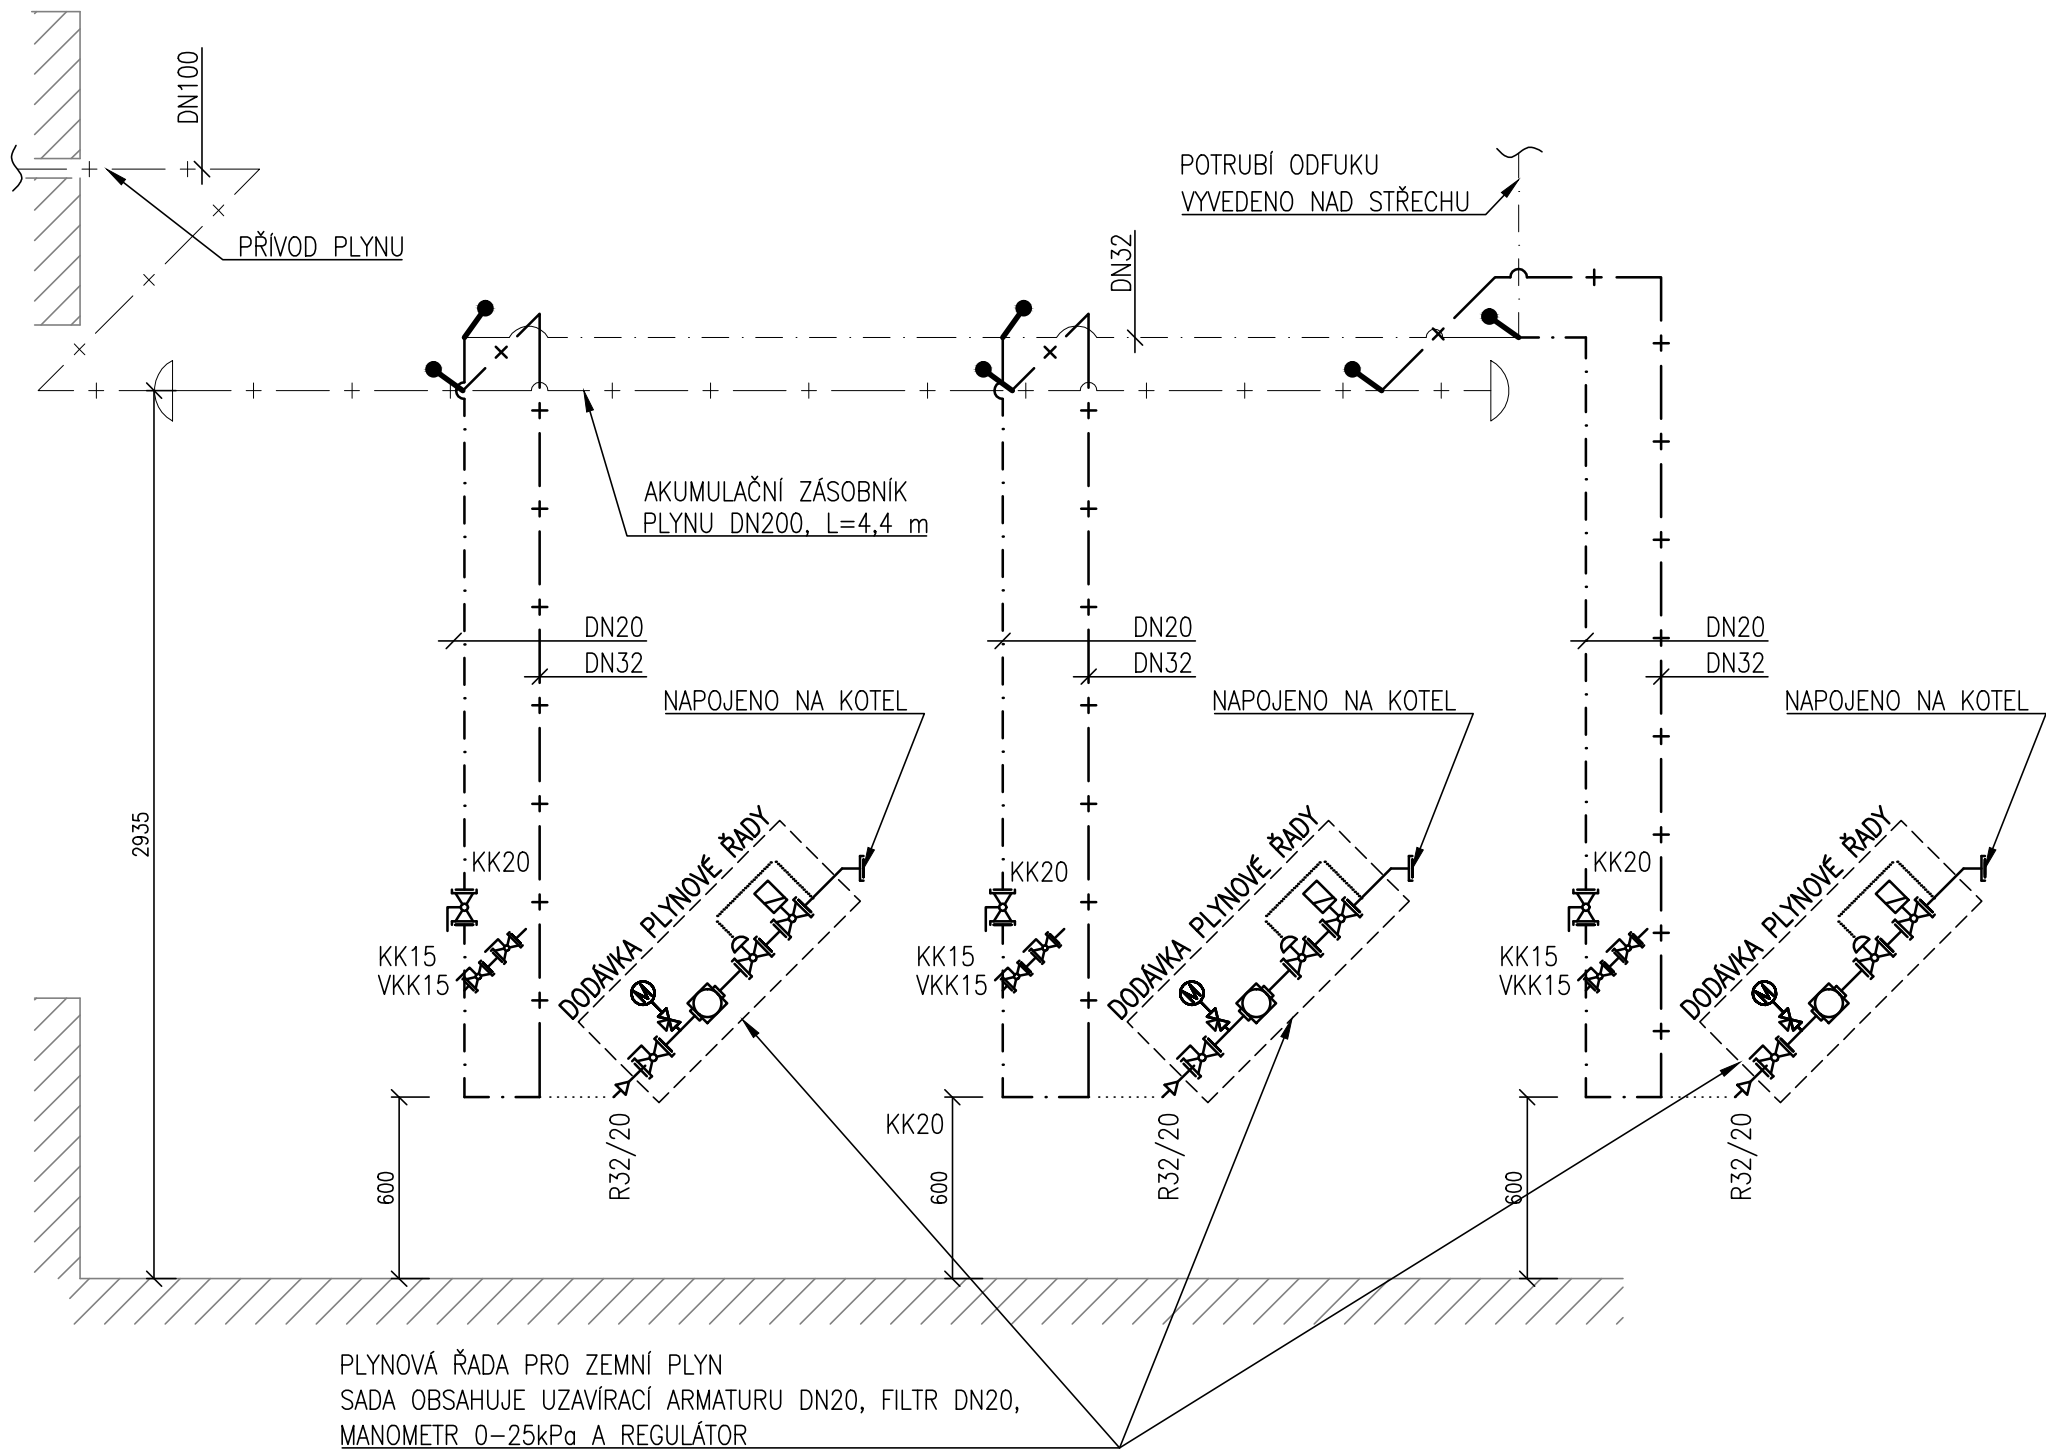 DN100
POTRUBÍ ODFUKU
VYVEDENO NAD STŘECHU
PŘÍVOD PLYNU
DN32
AKUMULAČNÍ ZÁSOBNÍK
PLYNU DN200, L=4,4 m
DN20
DN32
DN20
DN32
DN20
DN32
NAPOJENO NA KOTEL
NAPOJENO NA KOTEL
NAPOJENO NA KOTEL
2935
DODÁVKA PLYNOVÉ ŘADY
DODÁVKA PLYNOVÉ ŘADY
DODÁVKA PLYNOVÉ ŘADY
KK20
KK20
KK20
KK15
VKK15
KK15
VKK15
KK15
VKK15
M
M
M
KK20
R32/20
R32/20
R32/20
600
600
600
PLYNOVÁ ŘADA PRO ZEMNÍ PLYN
SADA OBSAHUJE UZAVÍRACÍ ARMATURU DN20, FILTR DN20,
MANOMETR 0-25kPa A REGULÁTOR